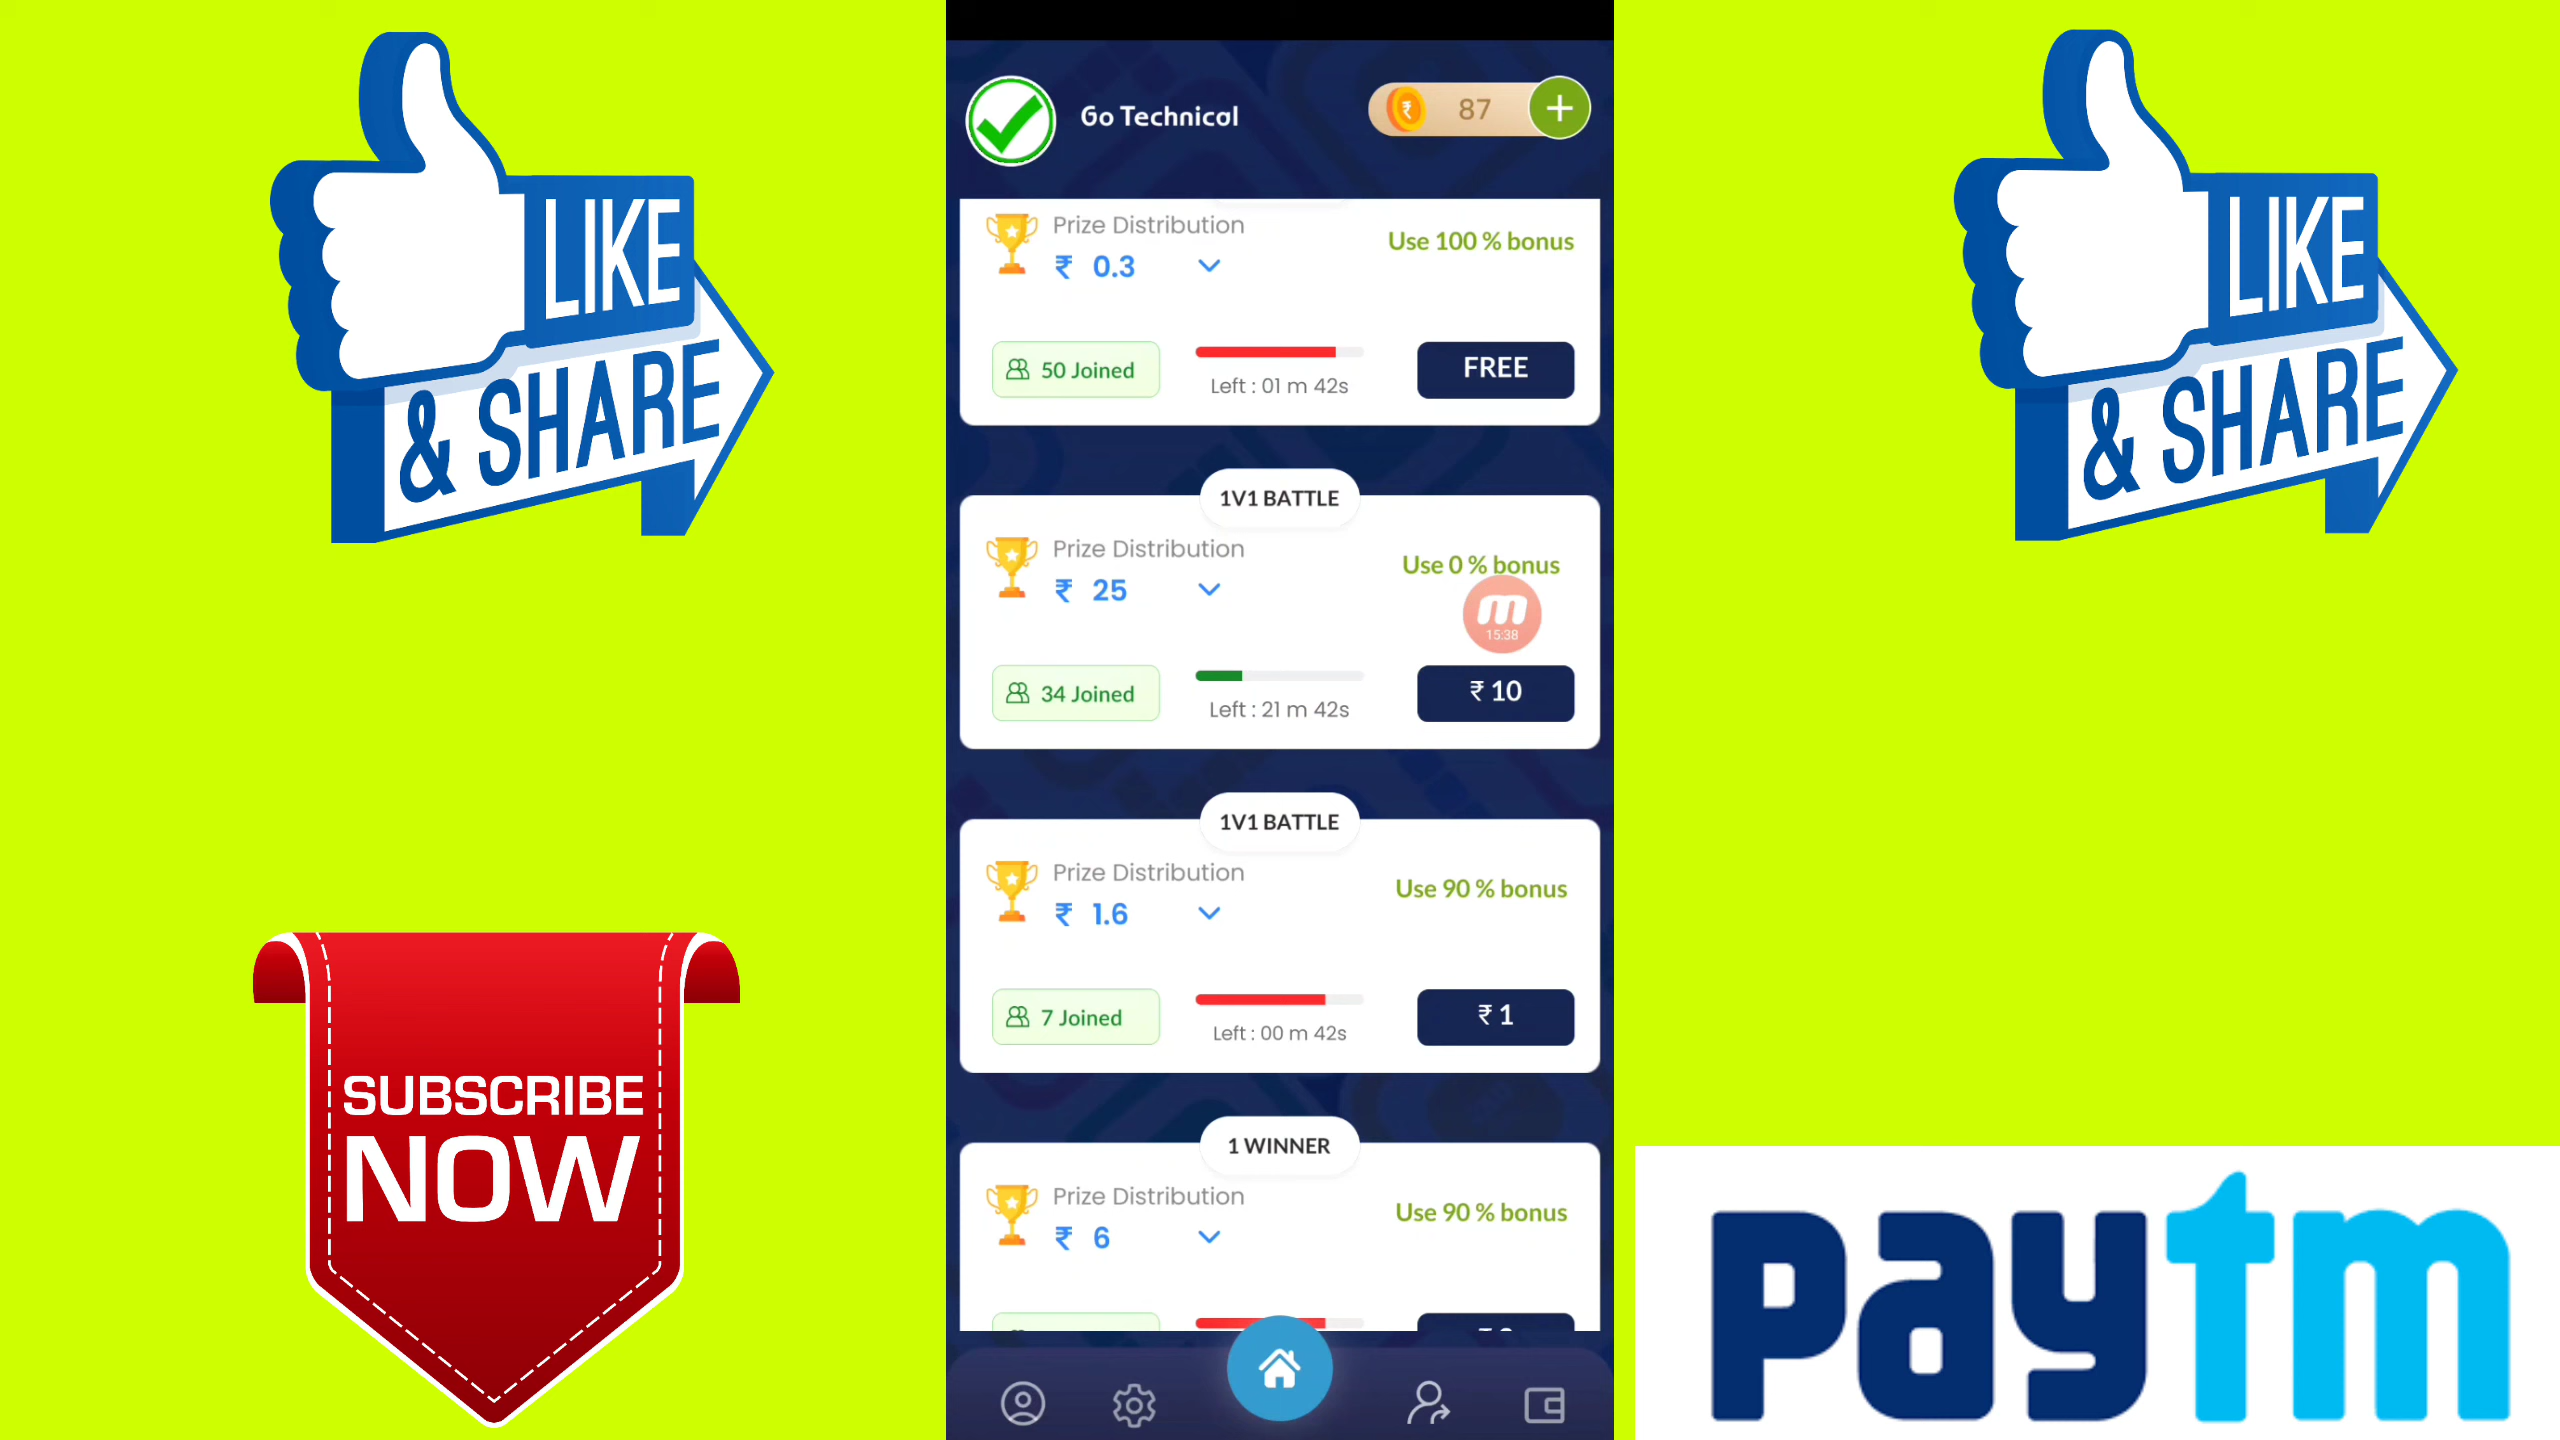 LIKE
& SHARE
Go Technical
87
Prize Distribution
Use 100 % bonus
₹ 0.3
50 Joined
Left : 01 m 42s
FREE
1V1 BATTLE
Prize Distribution
Use 0 % bonus
₹ 25
15:38
34 Joined
Left : 21 m 42s
₹ 10
1V1 BATTLE
Prize Distribution
Use 90 % bonus
₹ 1.6
7 Joined
Left : 00 m 42s
₹ 1
1 WINNER
Prize Distribution
Use 90 % bonus
₹ 6
LIKE
& SHARE
SUBSCRIBE
NOW
paytm